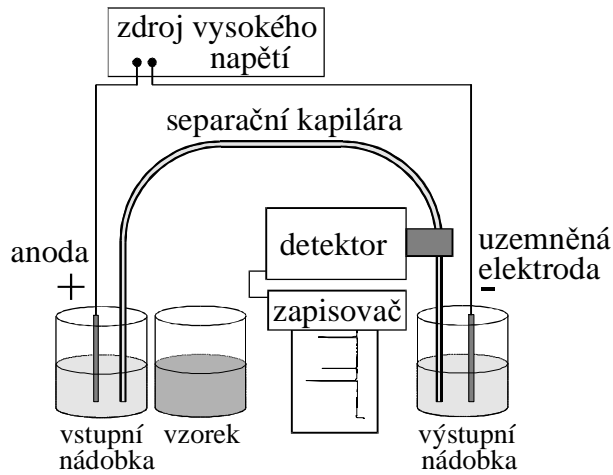 zdroj vysokého
napětí
separační kapilára
detektor
anoda
+
uzemněná
elektroda
-
zapisovač
vstupní
nádobka
vzorek
výstupní
nádobka